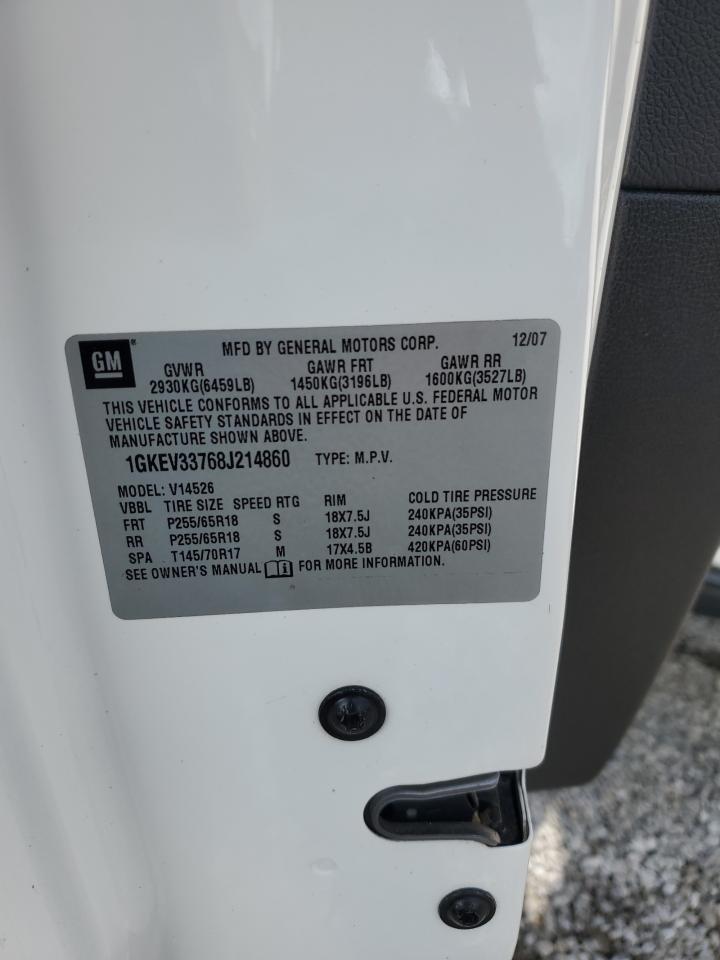 GM ® MFD BY GENERAL MOTORS CORP. 12/07
GVWR GAWR FRT GAWR RR
2930KG(6459LB) 1450KG(3196LB) 1600KG(3527LB)
THIS VEHICLE CONFORMS TO ALL APPLICABLE U.S. FEDERAL MOTOR
VEHICLE SAFETY STANDARDS IN EFFECT ON THE DATE OF
MANUFACTURE SHOWN ABOVE.
1GKEV33768J214860 TYPE: M.P.V.
MODEL: V14526
VBBL TIRE SIZE SPEED RTG RIM COLD TIRE PRESSURE
FRT P255/65R18 S 18X7.5J 240KPA(35PSI)
RR P255/65R18 S 18X7.5J 240KPA(35PSI)
SPA T145/70R17 M 17X4.5B 420KPA(60PSI)
SEE OWNER'S MANUAL i FOR MORE INFORMATION.